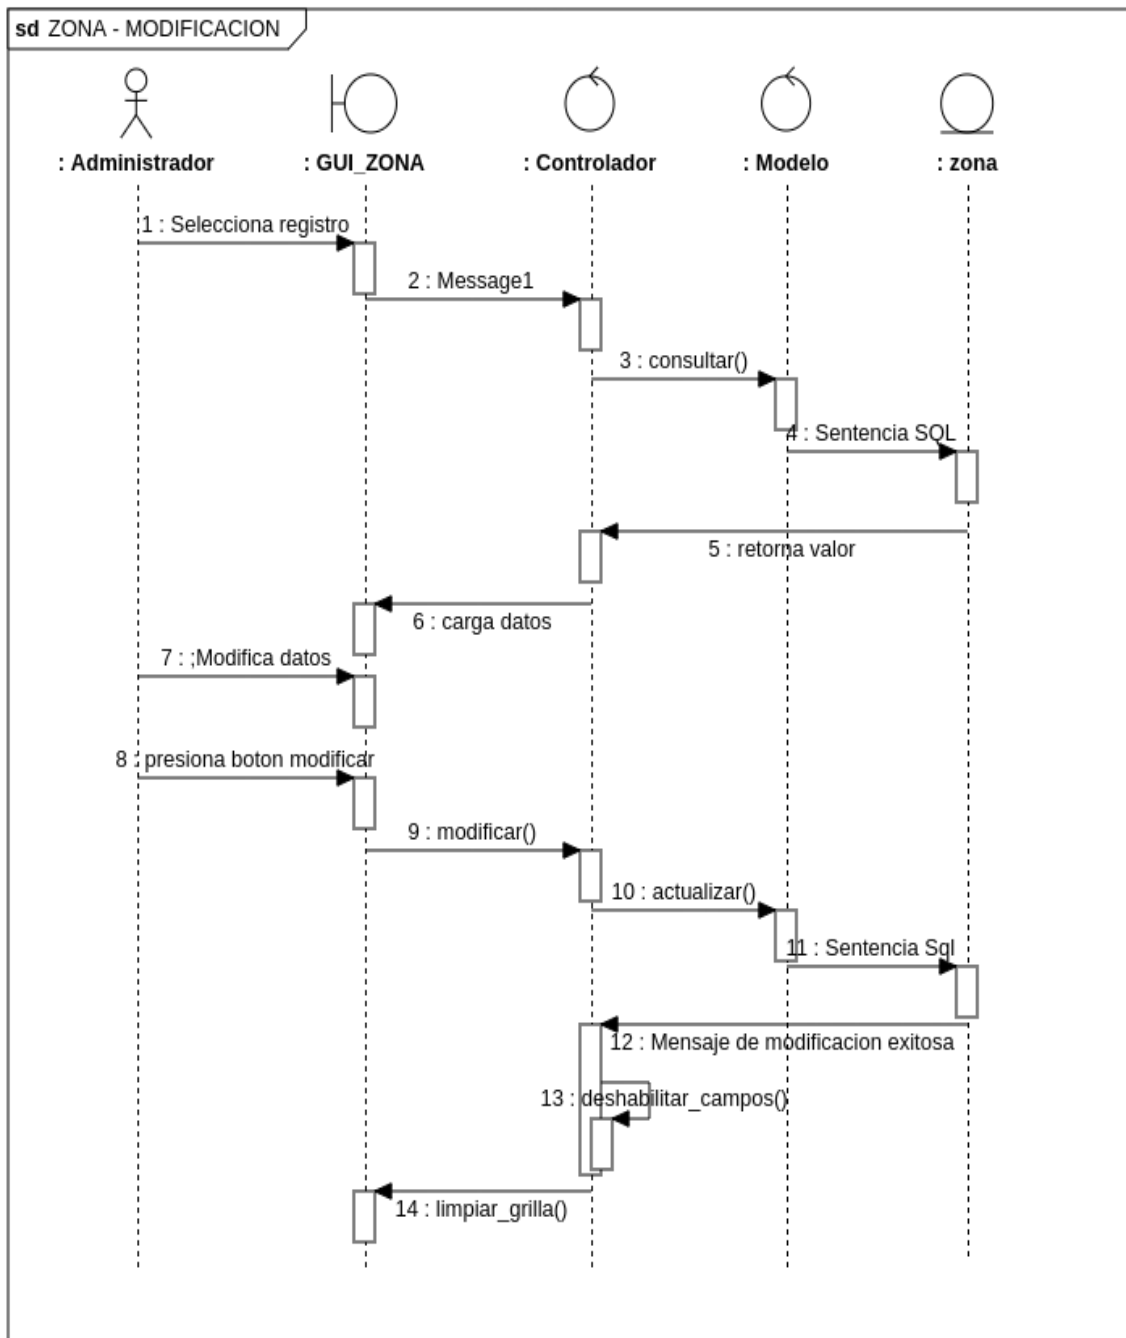 sd ZONA - MODIFICACION
: Administrador
: GUI_ZONA
: Controlador
: Modelo
: zona
1 : Selecciona registro
2 : Message1
3 : consultar()
4 : Sentencia SQL
5 : retorna valor
6 : carga datos
7 : ;Modifica datos
8 : presiona boton modificar
9 : modificar()
10 : actualizar()
11 : Sentencia Sql
12 : Mensaje de modificacion exitosa
13 : deshabilitar_campos()
14 : limpiar_grilla()